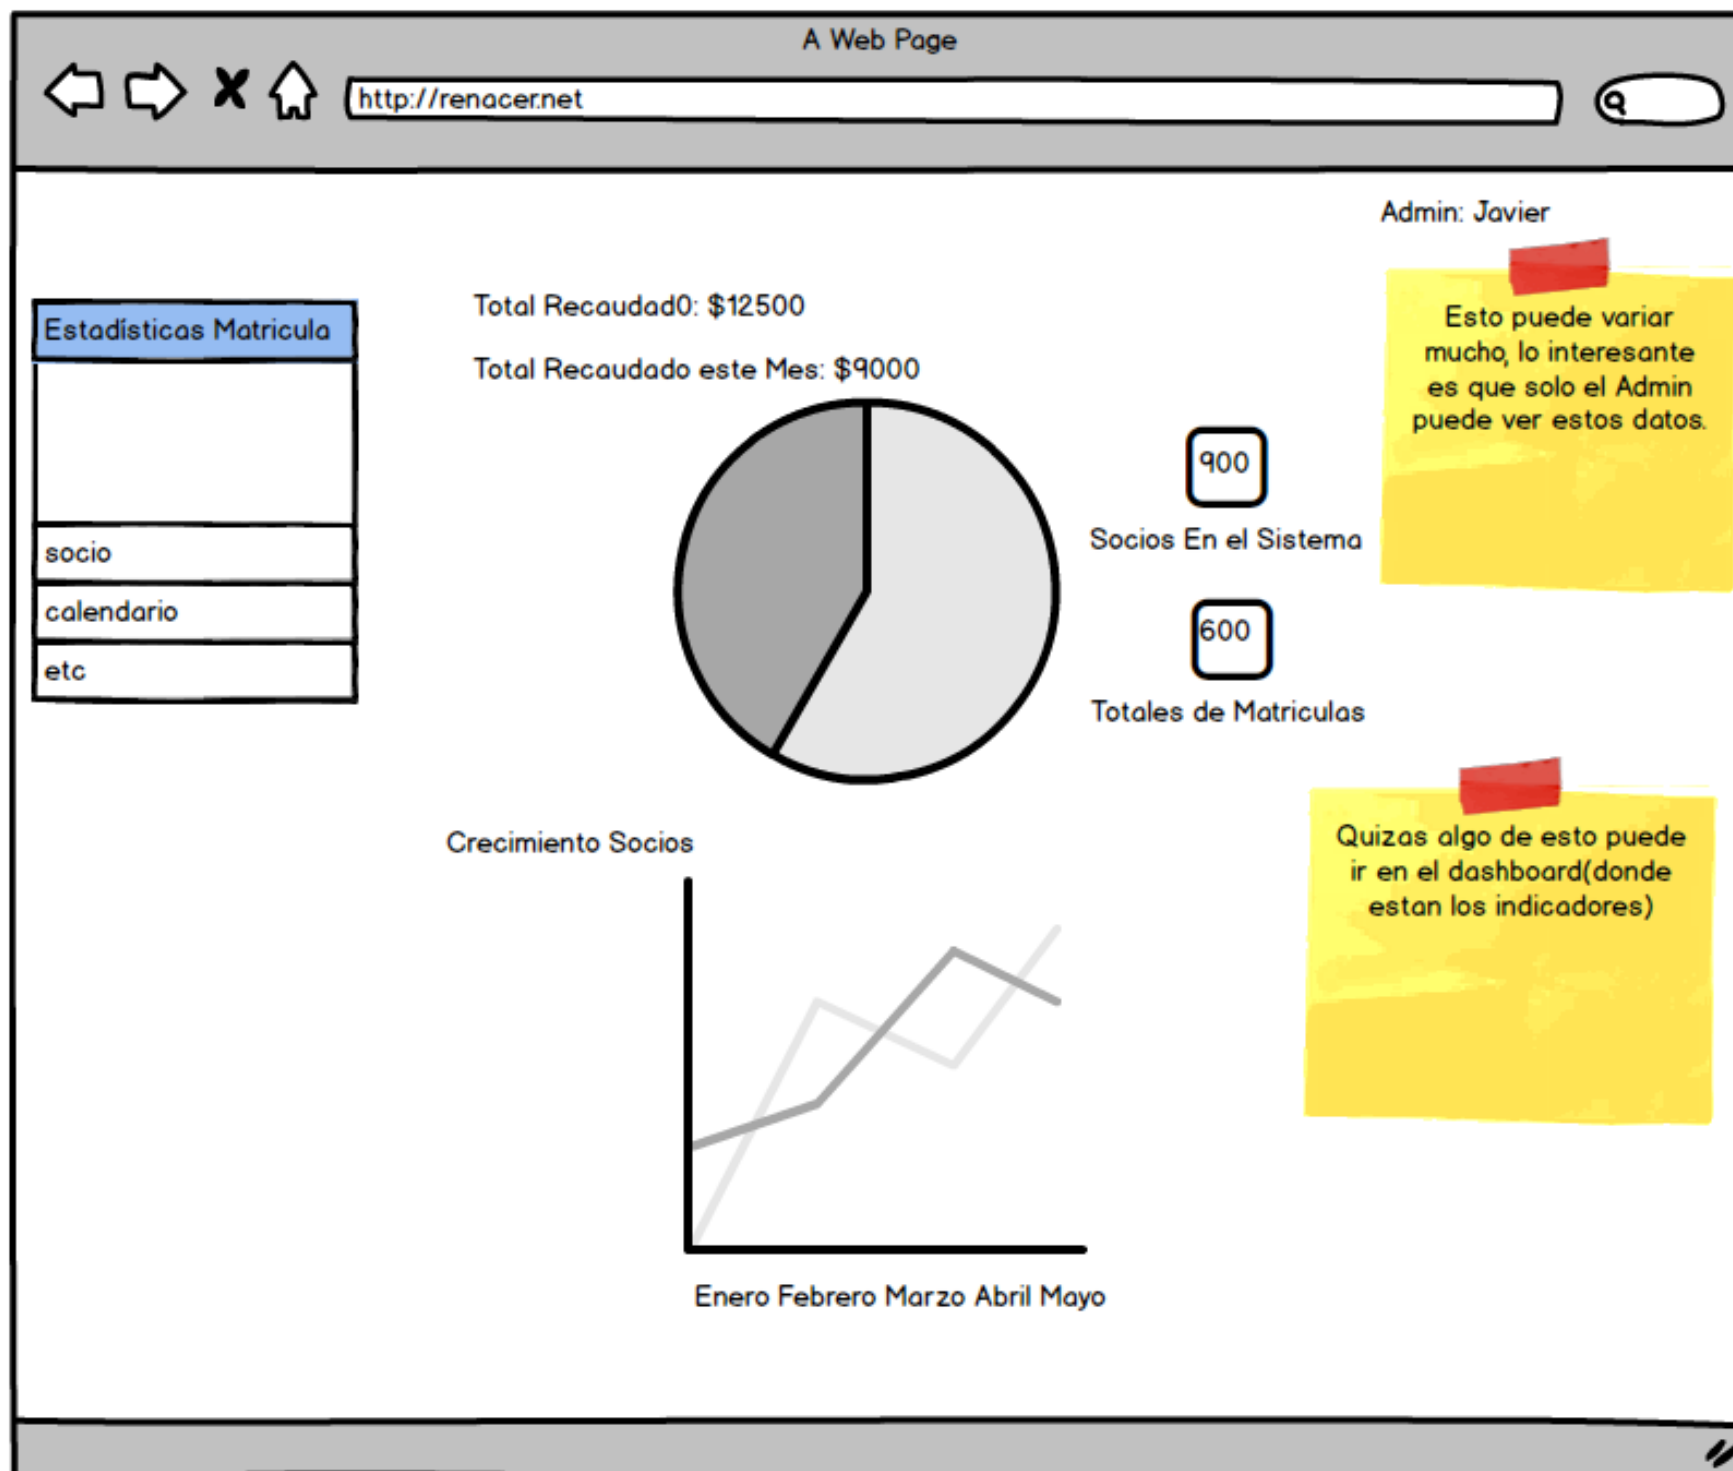 A Web Page
http://renacer.net
Admin: Javier
Estadísticas Matricula
socio
calendario
etc
Total Recaudad0: $12500
Total Recaudado este Mes: $9000
900
Socios En el Sistema
600
Totales de Matriculas
Esto puede variar
mucho, lo interesante
es que solo el Admin
puede ver estos datos.
Quizas algo de esto puede
ir en el dashboard(donde
estan los indicadores)
Crecimiento Socios
Enero Febrero Marzo Abril Mayo